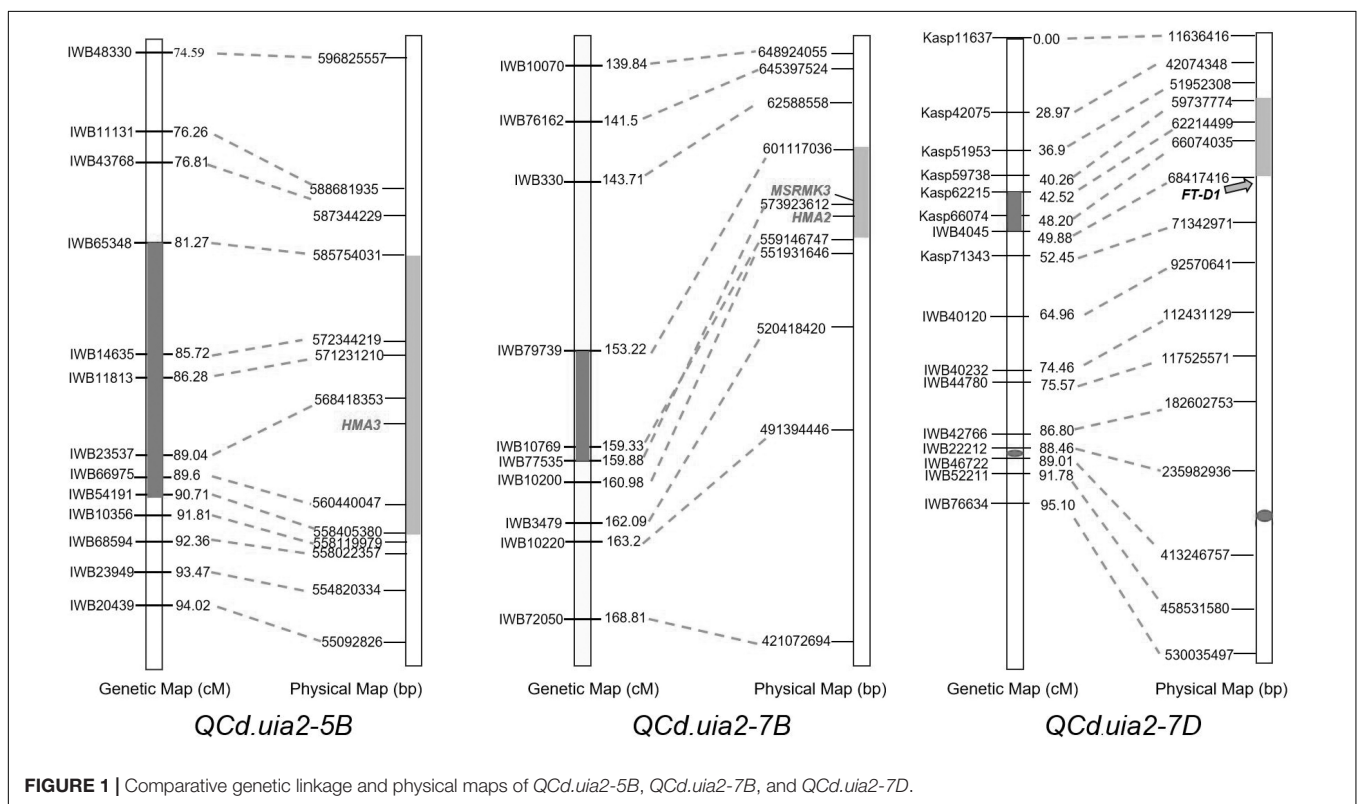 IWB48330 74.59 596825557
IWB11131 76.26
IWB43768 76.81
588681935
587344229
IWB65348 81.27 585754031
IWB14635 85.72 572344219
IWB11813 86.28 571231210
568418353
HMA3
IWB23537 89.04
IWB66975 89.6
IWB54191 90.71 560440047
IWB10356 91.81 558405380
558119979
IWB68594 92.36 558022357
IWB23949 93.47 554820334
IWB20439 94.02
55092826
Genetic Map (cM) Physical Map (bp)
QCd.uia2-5B
IWB10070 139.84 648924055
645397524
IWB76162 141.5 62588558
IWB330 143.71 601117036
MSRMK3
573923612
HMA2
559146747
551931646
520418420
IWB79739 153.22
491394446
IWB10769 159.33
IWB77535 159.88
IWB10200 160.98
IWB3479 162.09
IWB10220 163.2
IWB72050 168.81 421072694
Genetic Map (cM) Physical Map (bp)
QCd.uia2-7B
Kasp11637 0.00 11636416
42074348
51952308
Kasp42075 28.97 59737774
62214499
Kasp51953 36.9 66074035
Kasp59738 40.26 68417416
Kasp62215 42.52 FT-D1
Kasp66074 48.20
IWB4045 49.88 71342971
Kasp71343 52.45 92570641
IWB40120 64.96 112431129
IWB40232 74.46 117525571
IWB44780 75.57
182602753
IWB42766 86.80
IWB22212 88.46
IWB46722 89.01
IWB52211 91.78 235982936
IWB76634 95.10
413246757
458531580
530035497
Genetic Map (cM) Physical Map (bp)
QCd.uia2-7D
FIGURE 1 | Comparative genetic linkage and physical maps of QCd.uia2-5B, QCd.uia2-7B, and QCd.uia2-7D.